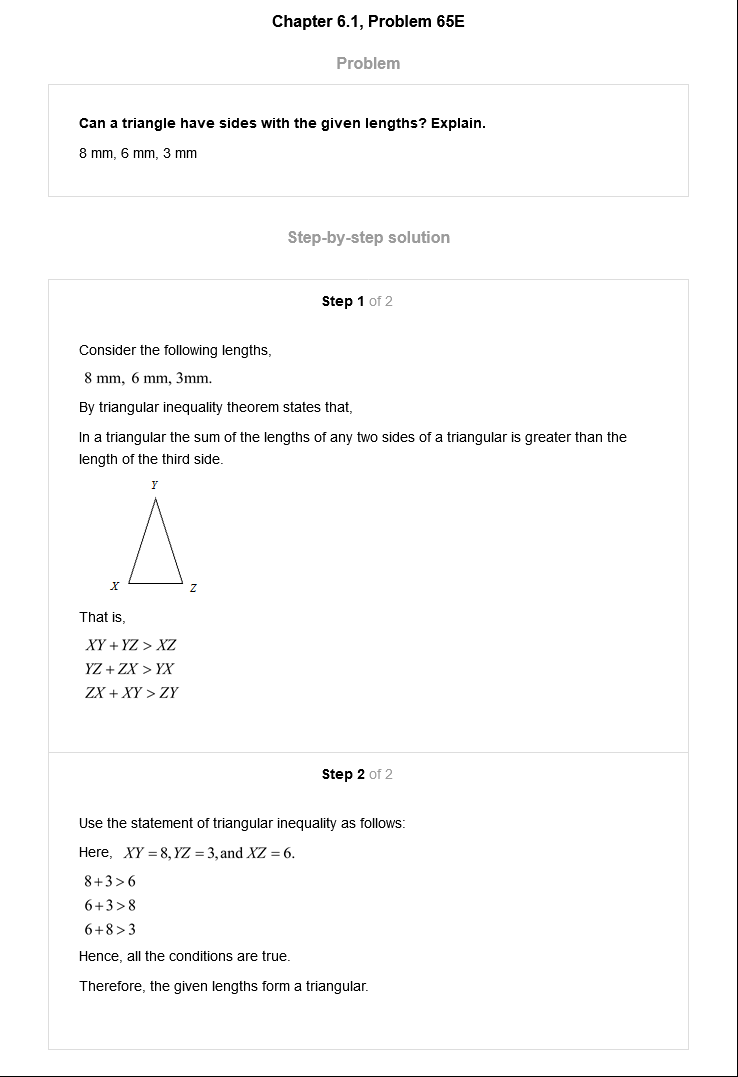 Chapter 6.1, Problem 65E
Problem
Can a triangle have sides with the given lengths? Explain.
8 mm, 6 mm, 3 mm
Step-by-step solution
Step 1 of 2
Consider the following lengths,
8 mm, 6 mm, 3mm.
By triangular inequality theorem states that,
In a triangular the sum of the lengths of any two sides of a triangular is greater than the
length of the third side.
Y
X
Z
That is,
XY + YZ > XZ
YZ + ZX > YX
ZX + XY > ZY
Step 2 of 2
Use the statement of triangular inequality as follows:
Here, XY = 8, YZ = 3, and XZ = 6.
8+3>6
6+3>8
6+8>3
Hence, all the conditions are true.
Therefore, the given lengths form a triangular.